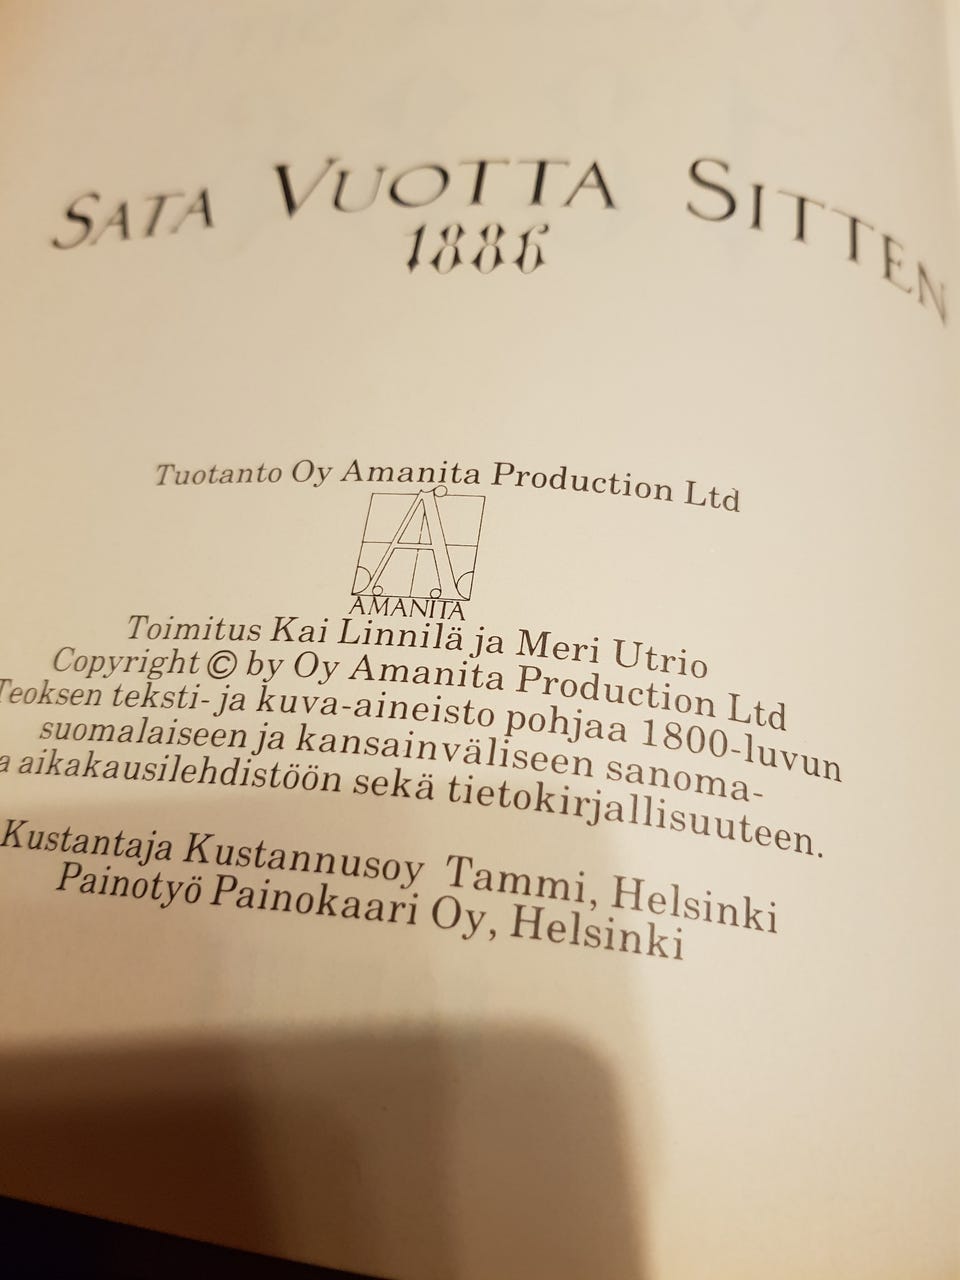 SATA VUOTTA SITTEN
1886
Tuotanto Oy Amanita Production Ltd
A
AMANITA
Toimitus Kai Linnilä ja Meri Utrio
Copyright © by Oy Amanita Production Ltd
Teoksen teksti- ja kuva-aineisto pohjaa 1800-luvun
suomalaiseen ja kansainväliseen sanoma-
a aikakausilehdistöön sekä tietokirjallisuuteen.
Kustantaja Kustannusoy Tammi, Helsinki
Painotyö Painokaari Oy, Helsinki